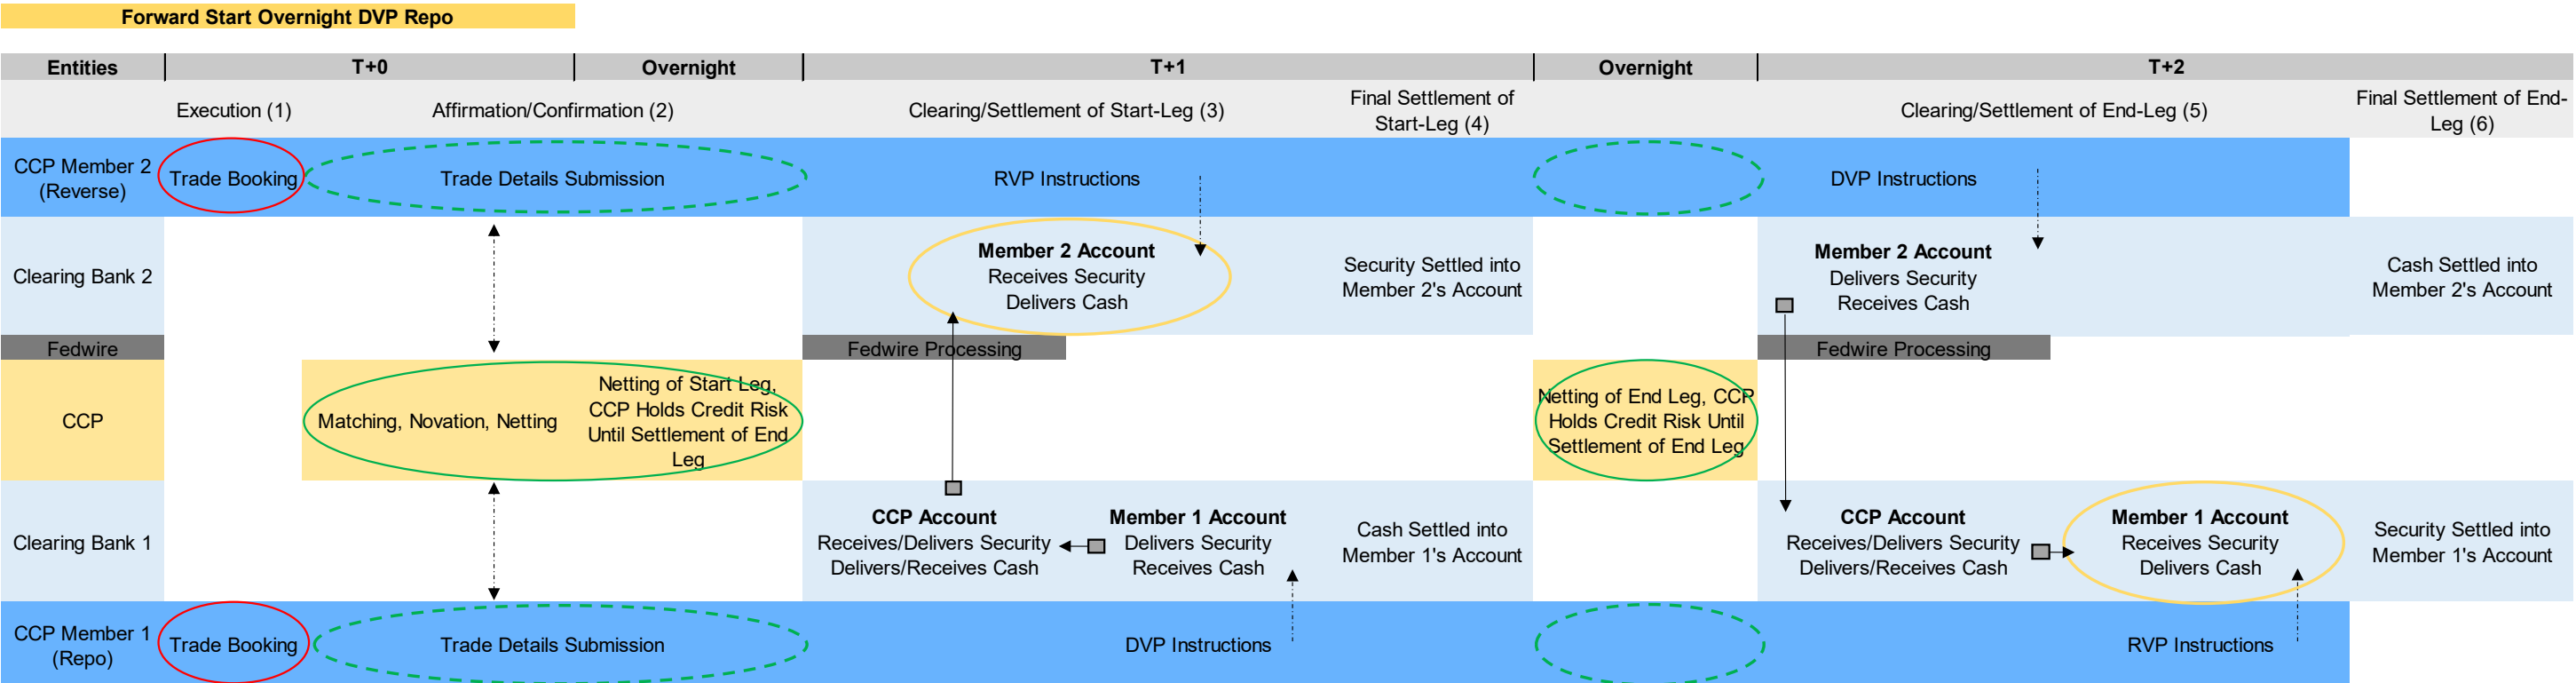 Forward Start Overnight DVP Repo
Entities
T+0
Overnight
T+1
Overnight
T+2
Execution (1)
Affirmation/Confirmation (2)
Clearing/Settlement of Start-Leg (3)
Final Settlement of
Start-Leg (4)
Clearing/Settlement of End-Leg (5)
Final Settlement of End-
Leg (6)
CCP Member 2
(Reverse)
Trade Booking
Trade Details Submission
RVP Instructions
DVP Instructions
Clearing Bank 2
Member 2 Account
Receives Security
Delivers Cash
Security Settled into
Member 2's Account
Member 2 Account
Delivers Security
Receives Cash
Cash Settled into
Member 2's Account
Fedwire
Fedwire Processing
Fedwire Processing
CCP
Matching, Novation, Netting
Netting of Start Leg,
CCP Holds Credit Risk
Until Settlement of End
Leg
Netting of End Leg, CCP
Holds Credit Risk Until
Settlement of End Leg
Clearing Bank 1
CCP Account
Receives/Delivers Security
Delivers/Receives Cash
Member 1 Account
Delivers Security
Receives Cash
Cash Settled into
Member 1's Account
CCP Account
Receives/Delivers Security
Delivers/Receives Cash
Member 1 Account
Receives Security
Delivers Cash
Security Settled into
Member 1's Account
CCP Member 1
(Repo)
Trade Booking
Trade Details Submission
DVP Instructions
RVP Instructions